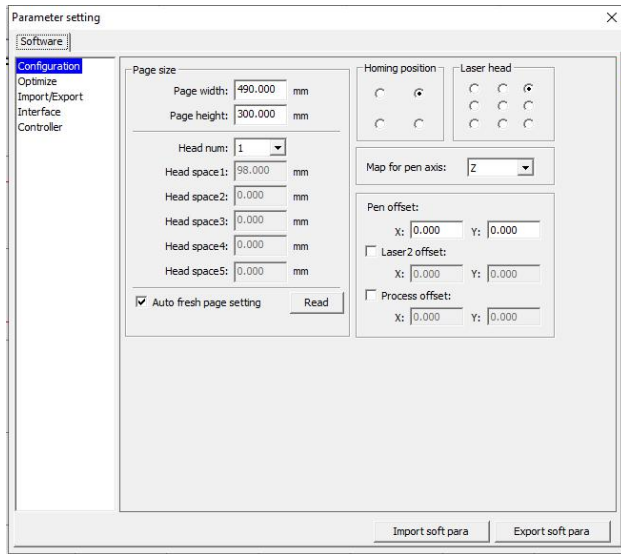 Parameter setting
Software
Configuration
Optimize
Import/Export
Interface
Controller
Page size
Page width: 490.000 mm
Page height: 300.000 mm
Head num: 1
Head space1: 98.000 mm
Head space2: 0.000 mm
Head space3: 0.000 mm
Head space4: 0.000 mm
Head space5: 0.000 mm
Auto fresh page setting Read
Homing position
Laser head
Map for pen axis: Z
Pen offset:
X: 0.000 Y: 0.000
Laser2 offset:
X: 0.000 Y: 0.000
Process offset:
X: 0.000 Y: 0.000
Import soft para Export soft para